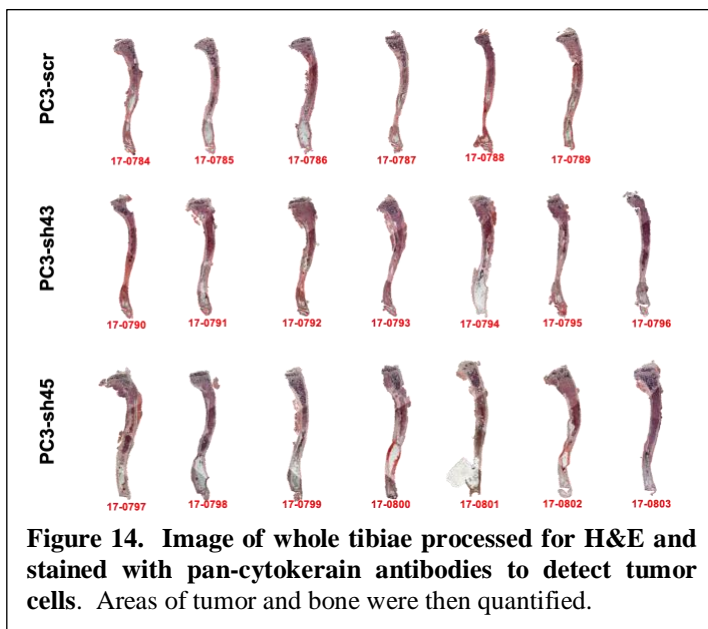 PC3-scr
17-0784 17-0785 17-0786 17-0787 17-0788 17-0789
PC3-sh43
17-0790 17-0791 17-0792 17-0793 17-0794 17-0795 17-0796
PC3-sh45
17-0797 17-0798 17-0799 17-0800 17-0801 17-0802 17-0803
Figure 14. Image of whole tibiae processed for H&E and
stained with pan-cytokerain antibodies to detect tumor
cells. Areas of tumor and bone were then quantified.